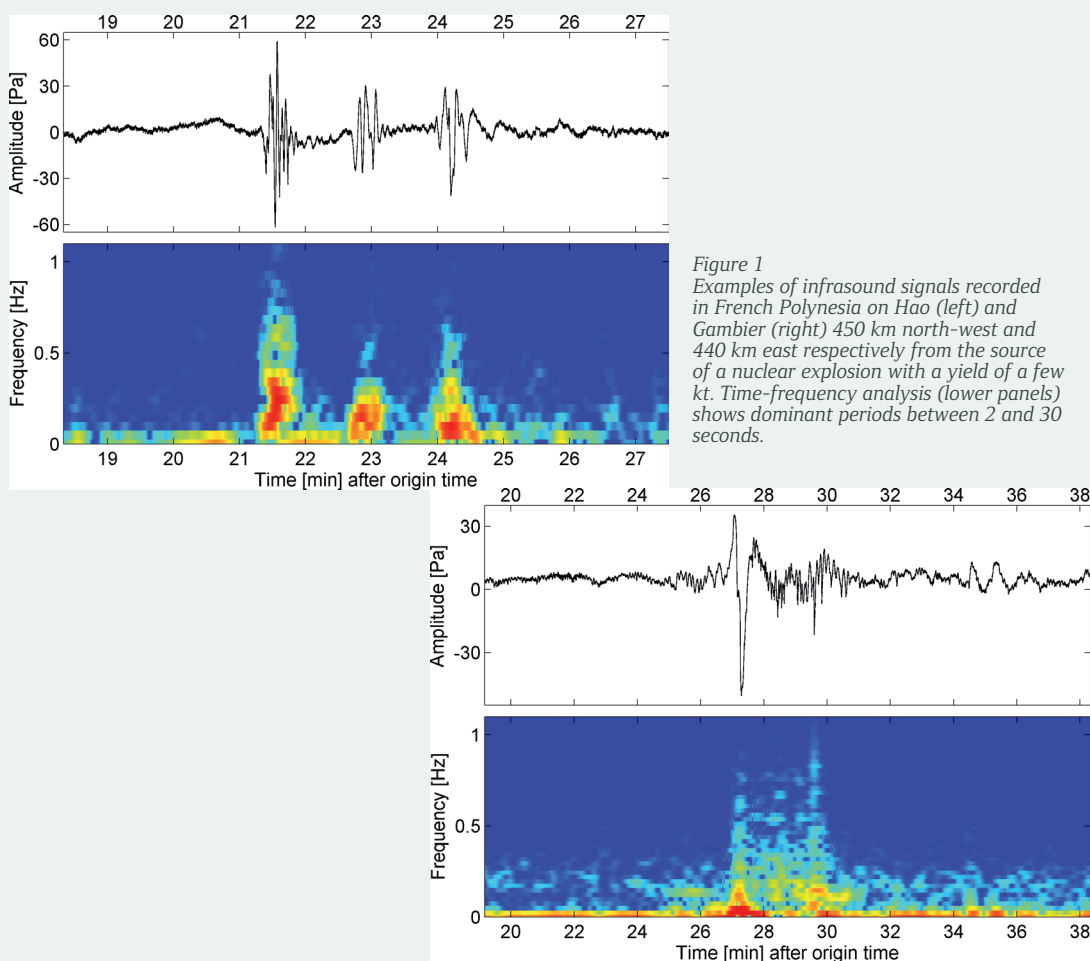 19 20 21 22 23 24 25 26 27
60
30
0
-30
-60
Amplitude [Pa]
1
0.5
0
Frequency [Hz]
19 20 21 22 23 24 25 26 27
Time [min] after origin time
Figure 1
Examples of infrasound signals recorded
in French Polynesia on Hao (left) and
Gambier (right) 450 km north-west and
440 km east respectively from the source
of a nuclear explosion with a yield of a few
kt. Time-frequency analysis (lower panels)
shows dominant periods between 2 and 30
seconds.
20 22 24 26 28 30 32 34 36 38
30
0
-30
Amplitude [Pa]
1
0.5
0
Frequency [Hz]
20 22 24 26 28 30 32 34 36 38
Time [min] after origin time